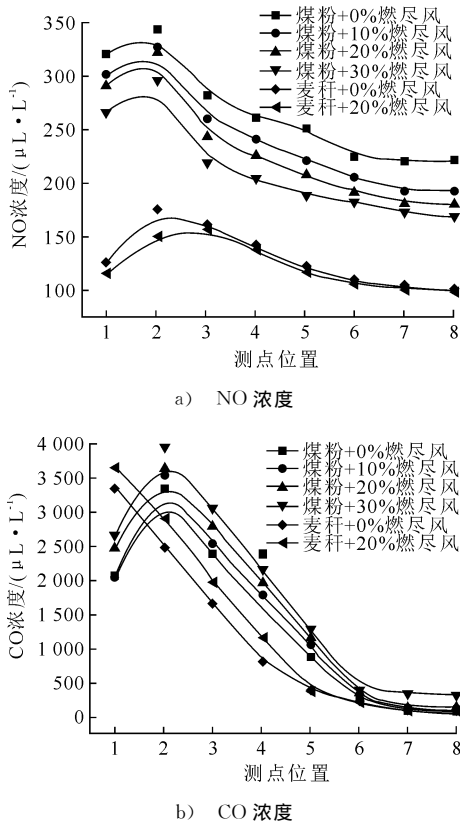 NO浓度/(μL·L⁻¹)
350
300
250
200
150
100
煤粉+0%燃尽风
煤粉+10%燃尽风
煤粉+20%燃尽风
煤粉+30%燃尽风
麦秆+0%燃尽风
麦秆+20%燃尽风
1 2 3 4 5 6 7 8
测点位置
a) NO 浓度
CO浓度/(μL·L⁻¹)
4 000
3 500
3 000
2 500
2 000
1 500
1 000
500
0
煤粉+0%燃尽风
煤粉+10%燃尽风
煤粉+20%燃尽风
煤粉+30%燃尽风
麦秆+0%燃尽风
麦秆+20%燃尽风
1 2 3 4 5 6 7 8
测点位置
b) CO 浓度